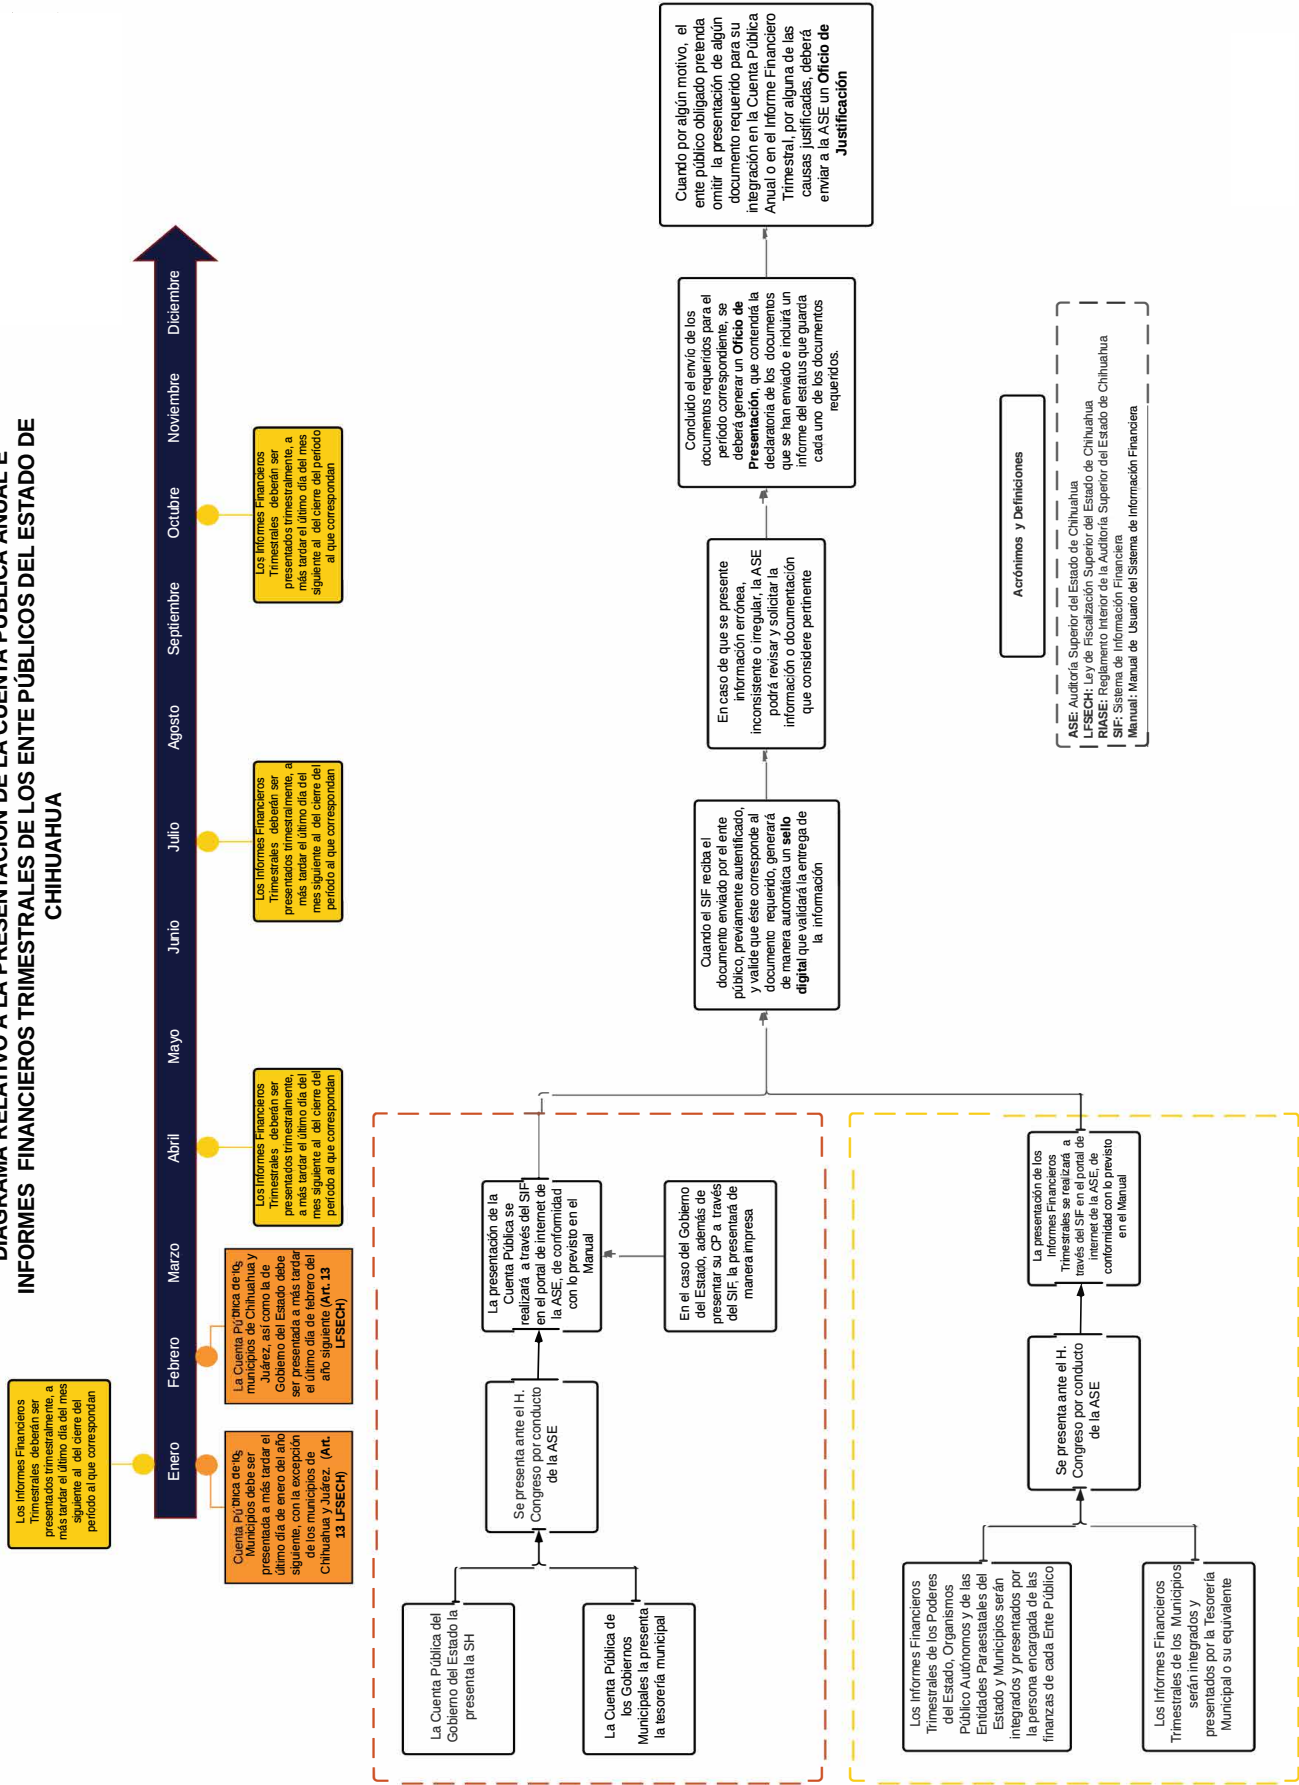 DIAGRAMA RELATIVO A LA PRESENTACIÓN DE LA CUENTA PÚBLICA ANUAL E
INFORMES FINANCIEROS TRIMESTRALES DE LOS ENTE PÚBLICOS DEL ESTADO DE
CHIHUAHUA
Los Informes Financieros
Trimestrales deberán ser
presentados trimestralmente, a
más tardar el último día del mes
siguiente al del cierre del
período al que correspondan
Enero
Febrero
Marzo
Abril
Mayo
Junio
Julio
Agosto
Septiembre
Octubre
Noviembre
Diciembre
Cuenta Pública de los
Municipios debe ser
presentada a más tardar el
último día de enero del año
siguiente, con la excepción
de los municipios de
Chihuahua y Juárez. (Art.
13 LFSECH)
La Cuenta Pública de los
municipios de Chihuahua y
Juárez, así como la de
Gobierno del Estado debe
ser presentada a más tardar
el último día de febrero del
año siguiente (Art. 13
LFSECH)
Los Informes Financieros
Trimestrales deberán ser
presentados trimestralmente,
a más tardar el último día del
mes siguiente al del cierre del
período al que correspondan
Los Informes Financieros
Trimestrales deberán ser
presentados trimestralmente, a
más tardar el último día del
mes siguiente al del cierre del
período al que correspondan
Los Informes Financieros
Trimestrales deberán ser
presentados trimestralmente, a
más tardar el último día del mes
siguiente al del cierre del período
al que correspondan
La Cuenta Pública del
Gobierno del Estado la
presenta la SH
La Cuenta Pública de
los Gobiernos
Municipales la presenta
la tesorería municipal
Se presenta ante el H.
Congreso por conducto
de la ASE
La presentación de la
Cuenta Pública se
realizará a través del SIF
en el portal de internet de
la ASE, de conformidad
con lo previsto en el
Manual
En el caso del Gobierno
del Estado, además de
presentar su CP a través
del SIF, la presentará de
manera impresa
Los Informes Financieros
Trimestrales de los Poderes
del Estado, Organismos
Público Autónomos y de las
Entidades Paraestatales del
Estado y Municipios serán
integrados y presentados por
la persona encargada de las
finanzas de cada Ente Público
Los Informes Financieros
Trimestrales de los Municipios
serán integrados y
presentados por la Tesorería
Municipal o su equivalente
Se presenta ante el H.
Congreso por conducto
de la ASE
La presentación de los
Informes Financieros
Trimestrales se realizará a
través del SIF en el portal de
internet de la ASE, de
conformidad con lo previsto
en el Manual
Cuando el SIF reciba el
documento enviado por el ente
público, previamente autentificado,
y valide que éste corresponde al
documento requerido, generará
de manera automática un sello
digital que validará la entrega de
la información
En caso de que se presente
información errónea,
inconsistente o irregular, la ASE
podrá revisar y solicitar la
información o documentación
que considere pertinente
Concluido el envío de los
documentos requeridos para el
período correspondiente, se
deberá generar un Oficio de
Presentación, que contendrá la
declaratoria de los documentos
que se han enviado e incluirá un
informe del estatus que guarda
cada uno de los documentos
requeridos.
Cuando por algún motivo, el
ente público obligado pretenda
omitir la presentación de algún
documento requerido para su
integración en la Cuenta Pública
Anual o en el Informe Financiero
Trimestral, por alguna de las
causas justificadas, deberá
enviar a la ASE un Oficio de
Justificación
Acrónimos y Definiciones
ASE: Auditoría Superior del Estado de Chihuahua
LFSECH: Ley de Fiscalización Superior del Estado de Chihuahua
RIASE: Reglamento Interior de la Auditoría Superior del Estado de Chihuahua
SIF: Sistema de Información Financiera
Manual: Manual de Usuario del Sistema de Información Financiera